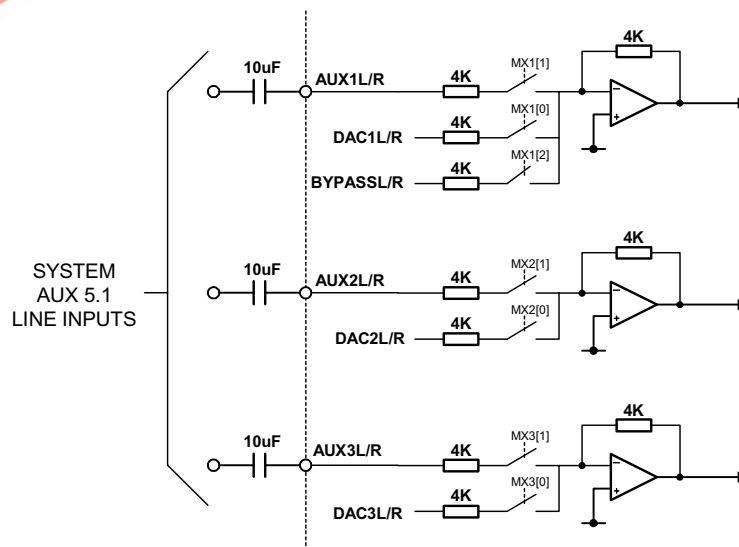 4K
10uF
AUX1L/R
4K
MX1[1]
DAC1L/R
4K
MX1[0]
BYPASSL/R
4K
MX1[2]
SYSTEM
AUX 5.1
LINE INPUTS
4K
10uF
AUX2L/R
4K
MX2[1]
DAC2L/R
4K
MX2[0]
4K
10uF
AUX3L/R
4K
MX3[1]
DAC3L/R
4K
MX3[0]